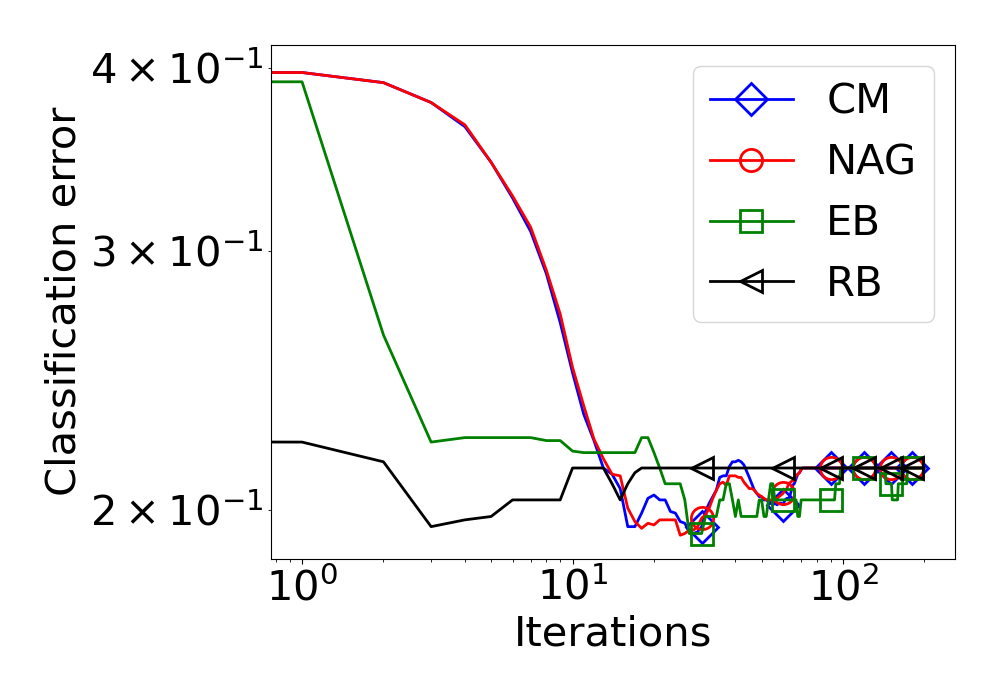 Classification error
4 × 10⁻¹
3 × 10⁻¹
2 × 10⁻¹
10⁰
10¹
10²
Iterations
CM
NAG
EB
RB